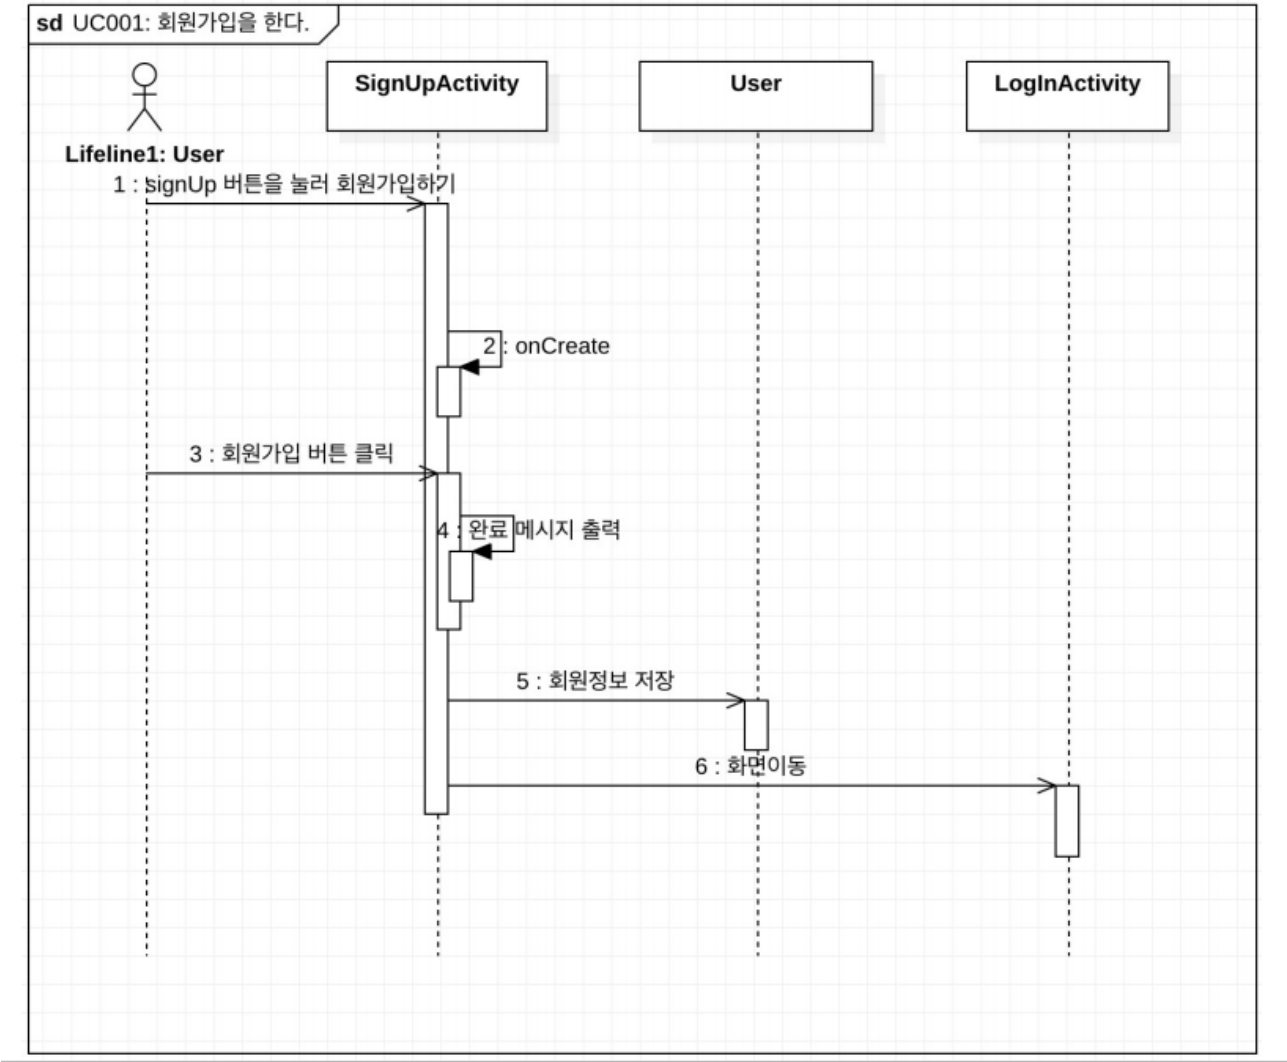 sd UC001: 회원가입을 한다.
SignUpActivity
User
LogInActivity
Lifeline1: User
1 : signUp 버튼을 눌러 회원가입하기
2 : onCreate
3 : 회원가입 버튼 클릭
4 : 완료 메시지 출력
5 : 회원정보 저장
6 : 화면이동